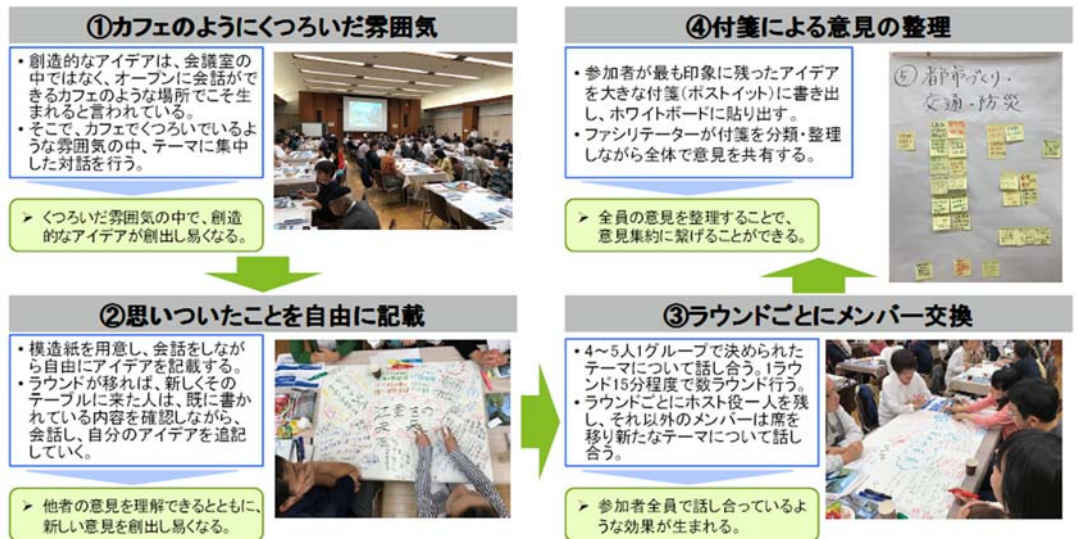 ①カフェのようにくつろいだ雰囲気
• 創造的なアイデアは、会議室の
中ではなく、オープンに会話がで
きるカフェのような場所でこそ生
まれると言われている。
• そこで、カフェでくつろいでいるよ
うな雰囲気の中、テーマに集中
した対話を行う。
➢ くつろいだ雰囲気の中で、創造
的なアイデアが創出し易くなる。
②思いついたことを自由に記載
• 模造紙を用意し、会話をしなが
ら自由にアイデアを記載する。
• ラウンドが移れば、新しくその
テーブルに来た人は、既に書か
れている内容を確認しながら、
会話し、自分のアイデアを追記
していく。
➢ 他者の意見を理解できるとともに、
新しい意見を創出し易くなる。
③ラウンドごとにメンバー交換
• 4～5人1グループで決められた
テーマについて話し合う。1ラウ
ンド15分程度で数ラウンド行う。
• ラウンドごとにホスト役一人を残
し、それ以外のメンバーは席を
移り新たなテーマについて話し
合う。
➢ 参加者全員で話し合っているよ
うな効果が生まれる。
④付箋による意見の整理
• 参加者が最も印象に残ったアイデア
を大きな付箋(ポストイット)に書き出
し、ホワイトボードに貼り出す。
• ファシリテーターが付箋を分類・整理
しながら全体で意見を共有する。
➢ 全員の意見を整理することで、
意見集約に繋げることができる。
⑤ 都市づくり・
交通・防災